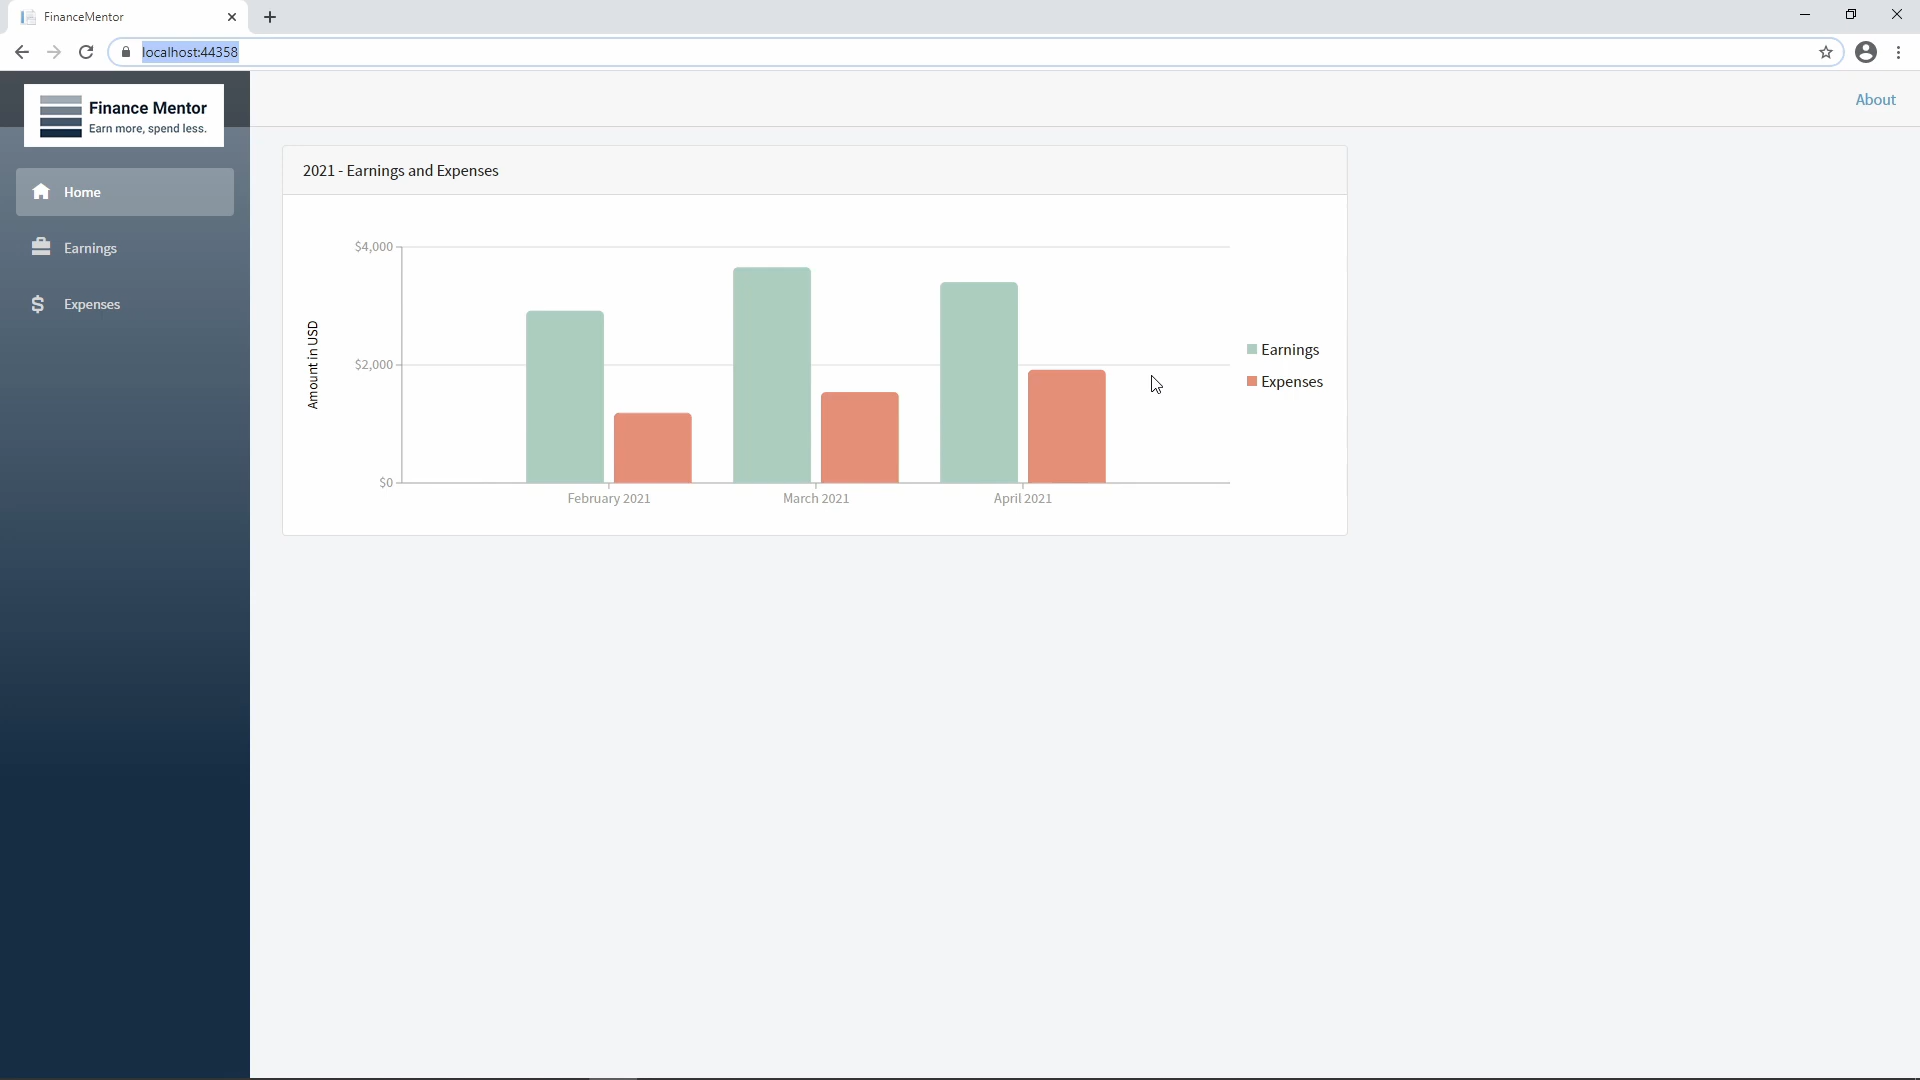 FinanceMentor
localhost:44358
Finance Mentor
Earn more, spend less.
About
Home
Earnings
Expenses
2021 - Earnings and Expenses
Amount in USD
$4,000
$2,000
$0
February 2021
March 2021
April 2021
Earnings
Expenses